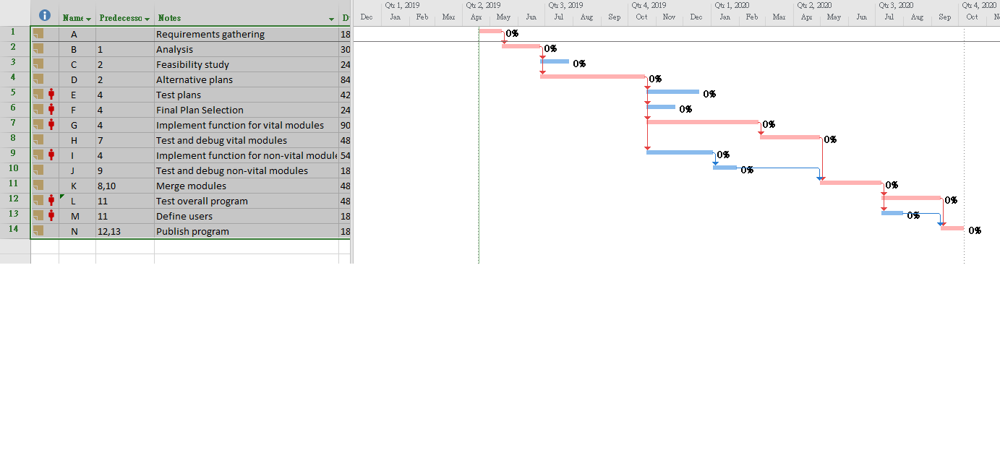 Qtr 1, 2019 Qtr 2, 2019 Qtr 3, 2019 Qtr 4, 2019 Qtr 1, 2020 Qtr 2, 2020 Qtr 3, 2020 Qtr 4, 2020
Name Predecesso Notes D
Dec Jan Feb Mar Apr May Jun Jul Aug Sep Oct Nov Dec Jan Feb Mar Apr May Jun Jul Aug Sep Oct No
1 A Requirements gathering 18 0%
2 B 1 Analysis 30 0%
3 C 2 Feasibility study 24 0%
4 D 2 Alternative plans 84 0%
5 E 4 Test plans 42 0%
6 F 4 Final Plan Selection 24 0%
7 G 4 Implement function for vital modules 90 0%
8 H 7 Test and debug vital modules 48 0%
9 I 4 Implement function for non-vital module 54 0%
10 J 9 Test and debug non-vital modules 18 0%
11 K 8,10 Merge modules 48 0%
12 L 11 Test overall program 48 0%
13 M 11 Define users 18 0%
14 N 12,13 Publish program 18 0%